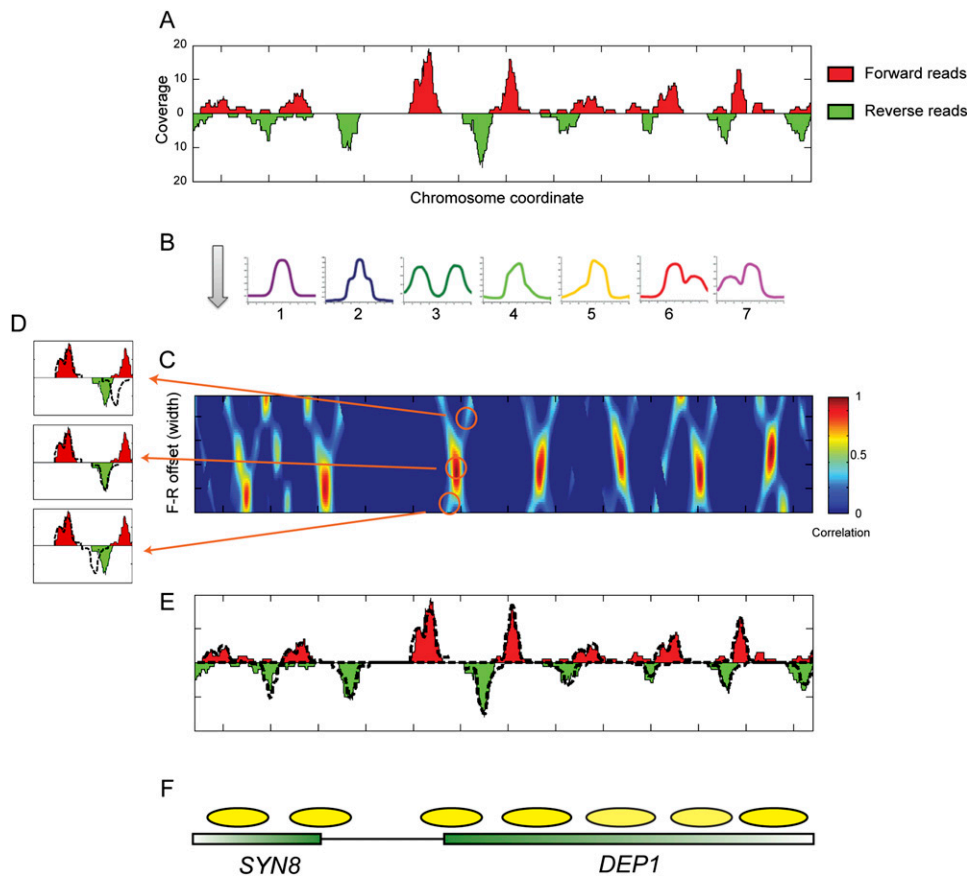 A
20
10
0
10
20
Coverage
Chromosome coordinate
Forward reads
Reverse reads
B
1
2
3
4
5
6
7
D
C
F-R offset (width)
1
0.5
0
Correlation
E
F
SYN8
DEP1